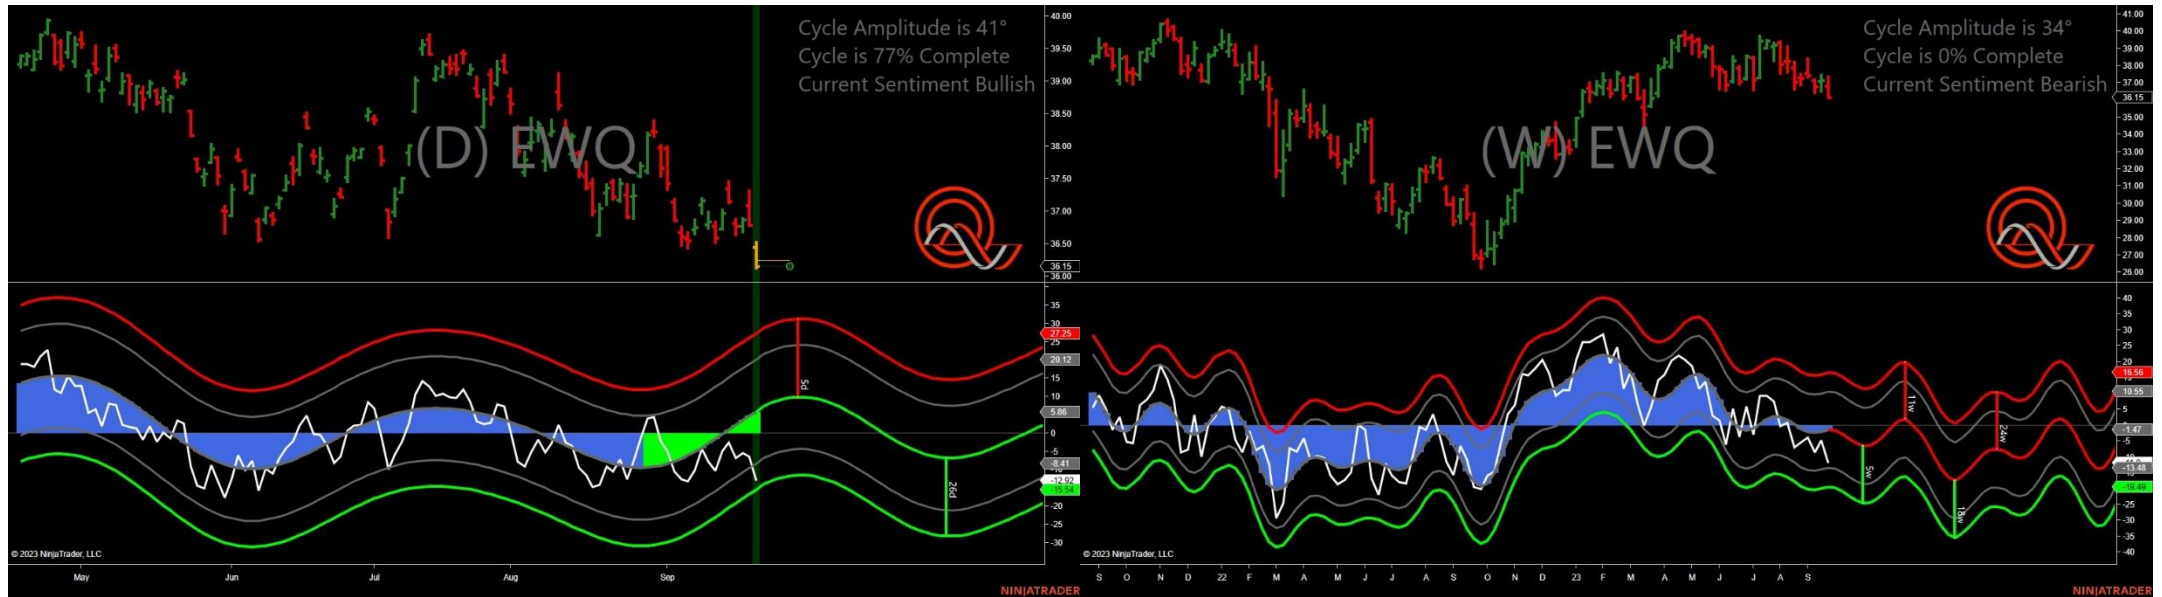 Cycle Amplitude is 41°
Cycle is 77% Complete
Current Sentiment Bullish
(D) EWQ
40.00
39.50
39.00
38.50
38.00
37.50
37.00
36.50
36.15
36.00
35
30
27.25
25
20.12
15
10
5.86
0
-5
-8.41
-12.92
-15.54
-20
-25
-30
5d
26d
© 2023 NinjaTrader, LLC
May Jun Jul Aug Sep
NINJATRADER
Cycle Amplitude is 34°
Cycle is 0% Complete
Current Sentiment Bearish
(W) EWQ
41.00
40.00
39.00
38.00
37.00
36.15
35.00
34.00
33.00
32.00
31.00
30.00
29.00
28.00
27.00
26.00
40
35
30
25
20
16.56
10.55
5
-1.47
-5
-13.48
-19.49
-25
-30
-35
-40
11w
24w
5w
18w
© 2023 NinjaTrader, LLC
S O N D 22 F M A M J J A S O N D 23 F M A M J J A S
NINJATRADER